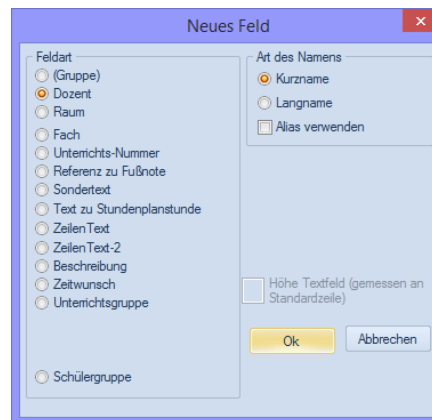 Neues Feld
Feldart
(Gruppe)
Dozent
Raum
Fach
Unterrichts-Nummer
Referenz zu Fußnote
Sondertext
Text zu Stundenplanstunde
ZeilenText
ZeilenText-2
Beschreibung
Zeitwunsch
Unterrichtsgruppe
Schülergruppe
Art des Namens
Kurzname
Langname
Alias verwenden
Höhe Textfeld (gemessen an
Standardzeile)
Ok
Abbrechen